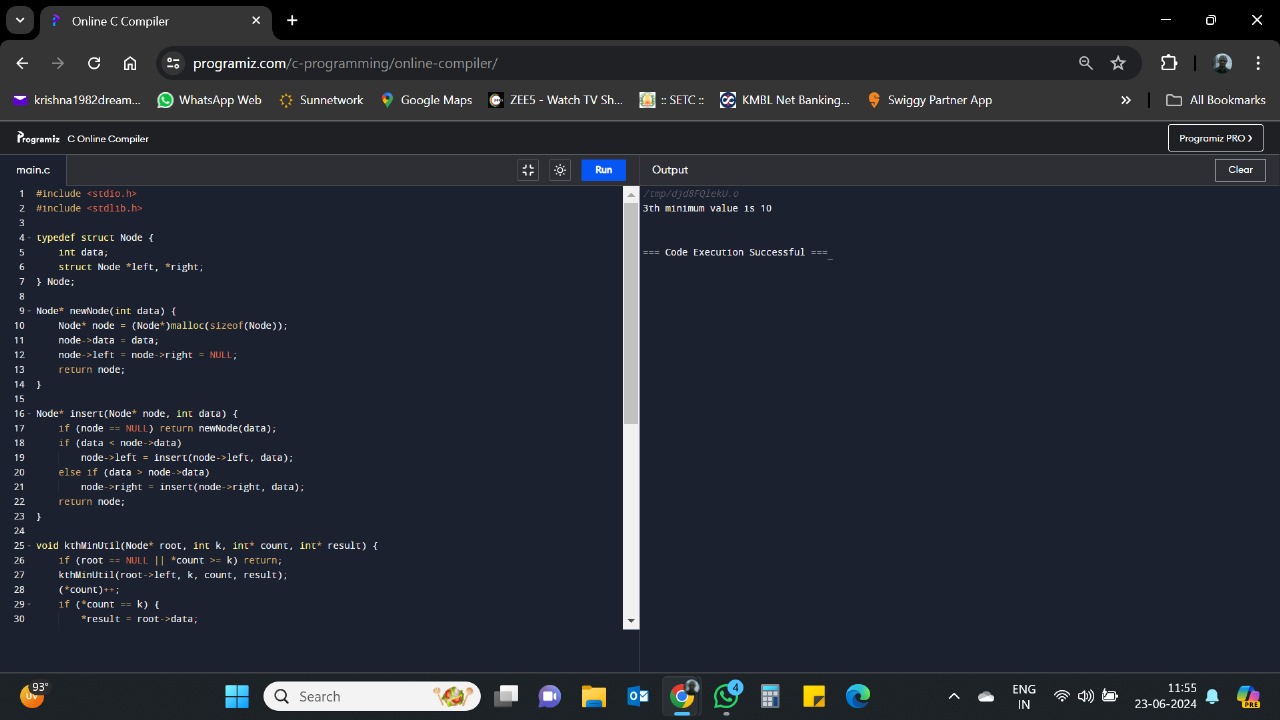 Online C Compiler
programiz.com/c-programming/online-compiler/
krishna1982dream... WhatsApp Web Sunnetwork Google Maps ZEE5 - Watch TV Sh... :: SETC :: KMBL Net Banking... Swiggy Partner App All Bookmarks
Programiz C Online Compiler Programiz PRO >
main.c Run Output Clear
1 #include <stdio.h>
2 #include <stdlib.h>
3
4 typedef struct Node {
5 int data;
6 struct Node *left, *right;
7 } Node;
8
9 Node* newNode(int data) {
10 Node* node = (Node*)malloc(sizeof(Node));
11 node->data = data;
12 node->left = node->right = NULL;
13 return node;
14 }
15
16 Node* insert(Node* node, int data) {
17 if (node == NULL) return newNode(data);
18 if (data < node->data)
19 node->left = insert(node->left, data);
20 else if (data > node->data)
21 node->right = insert(node->right, data);
22 return node;
23 }
24
25 void kthMinUtil(Node* root, int k, int* count, int* result) {
26 if (root == NULL || *count >= k) return;
27 kthMinUtil(root->left, k, count, result);
28 (*count)++;
29 if (*count == k) {
30 *result = root->data;
3th minimum value is 10
=== Code Execution Successful ===
93°
Search
4
ENG
IN
11:55
23-06-2024
PRE